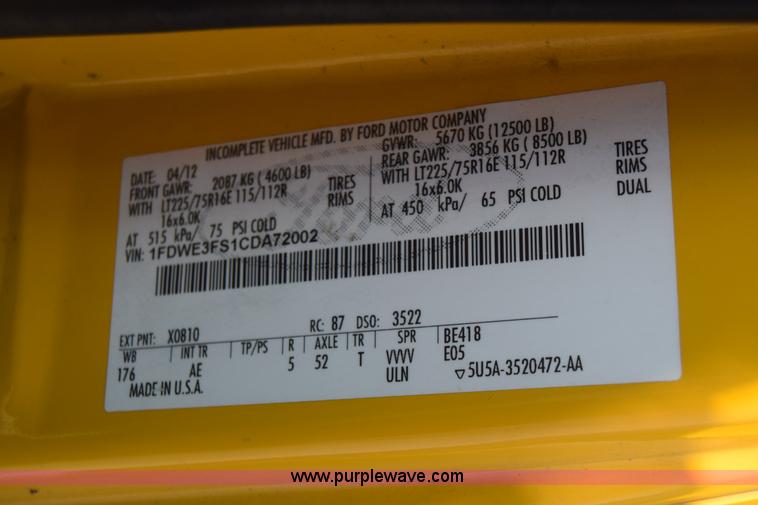 INCOMPLETE VEHICLE MFD. BY FORD MOTOR COMPANY
DATE: 04/12 GVWR: 5670 KG (12500 LB)
FRONT GAWR: 2087 KG (4600 LB) REAR GAWR: 3856 KG (8500 LB)
WITH LT225/75R16E 115/112R TIRES WITH LT225/75R16E 115/112R TIRES
16x6.0K RIMS 16x6.0K RIMS
AT 515 kPa/ 75 PSI COLD AT 450 kPa/ 65 PSI COLD DUAL
VIN: 1FDWE3FS1CDA72002
EXT PNT: X0810 RC: 87 DSO: 3522
WB INT TR TP/PS R AXLE TR SPR BE418
176 AE 5 52 T VVVV E05
MADE IN U.S.A. ULN ▽5U5A-3520472-AA
www.purplewave.com